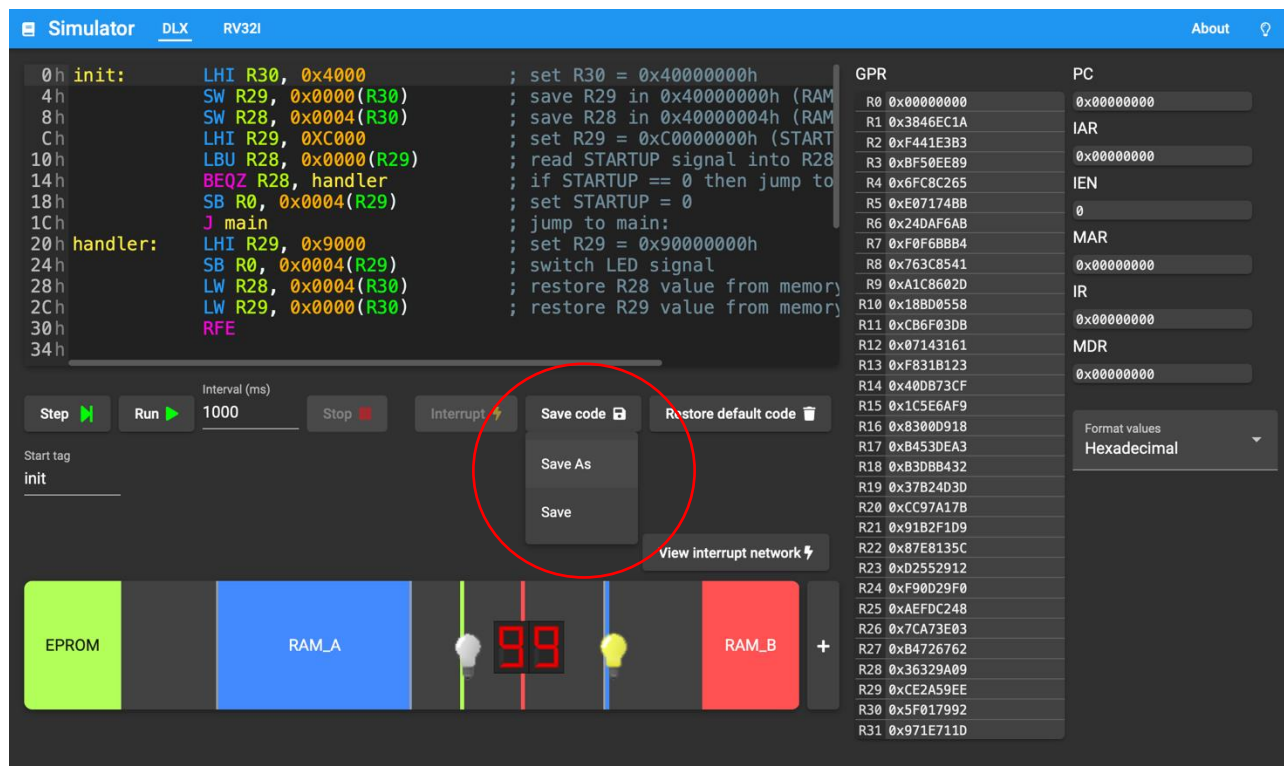 Simulator DLX RV32I About
0h init: LHI R30, 0x4000 ; set R30 = 0x40000000h
4h SW R29, 0x0000(R30) ; save R29 in 0x40000000h (RAM
8h SW R28, 0x0004(R30) ; save R28 in 0x40000004h (RAM
Ch LHI R29, 0XC000 ; set R29 = 0xC0000000h (START
10h LBU R28, 0x0000(R29) ; read STARTUP signal into R28
14h BEQZ R28, handler ; if STARTUP == 0 then jump to
18h SB R0, 0x0004(R29) ; set STARTUP = 0
1Ch J main ; jump to main:
20h handler: LHI R29, 0x9000 ; set R29 = 0x90000000h
24h SB R0, 0x0004(R29) ; switch LED signal
28h LW R28, 0x0004(R30) ; restore R28 value from memory
2Ch LW R29, 0x0000(R30) ; restore R29 value from memory
30h RFE
34h
Interval (ms)
Step Run 1000 Stop Interrupt Save code Restore default code
Start tag
init
Save As
Save
View interrupt network
EPROM RAM_A 99 RAM_B +
GPR
R0 0x00000000
R1 0x3846EC1A
R2 0xF441E3B3
R3 0xBF50EE89
R4 0x6FC8C265
R5 0xE07174BB
R6 0x24DAF6AB
R7 0xF0F6BBB4
R8 0x763C8541
R9 0xA1C8602D
R10 0x18BD0558
R11 0xCB6F03DB
R12 0x07143161
R13 0xF831B123
R14 0x40DB73CF
R15 0x1C5E6AF9
R16 0x8300D918
R17 0xB453DEA3
R18 0xB3DBB432
R19 0x37B24D3D
R20 0xCC97A17B
R21 0x91B2F1D9
R22 0x87E8135C
R23 0xD2552912
R24 0xF90D29F0
R25 0xAEFDC248
R26 0x7CA73E03
R27 0xB4726762
R28 0x36329A09
R29 0xCE2A59EE
R30 0x5F017992
R31 0x971E711D
PC
0x00000000
IAR
0x00000000
IEN
0
MAR
0x00000000
IR
0x00000000
MDR
0x00000000
Format values
Hexadecimal